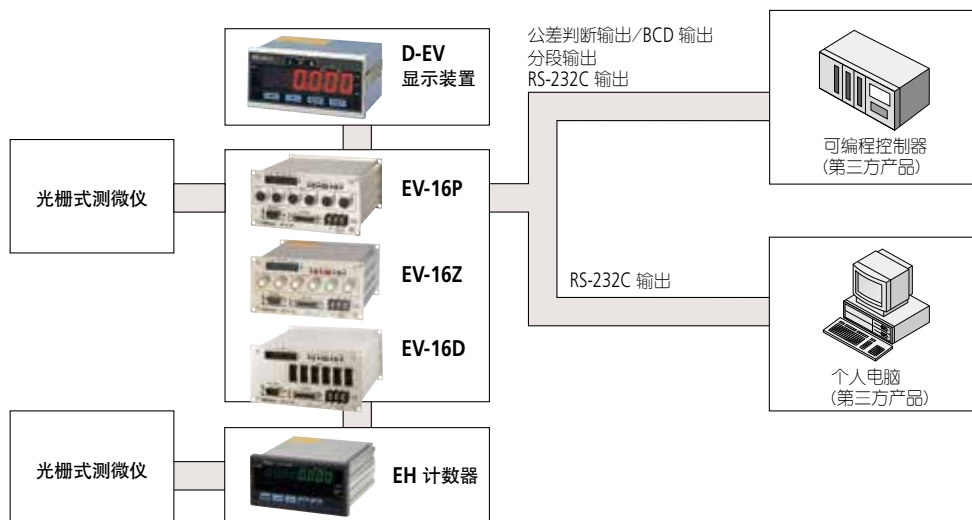 D-EV
显示装置
公差判断输出/BCD 输出
分段输出
RS-232C 输出
可编程控制器
(第三方产品)
光栅式测微仪
EV-16P
EV-16Z
EV-16D
RS-232C 输出
个人电脑
(第三方产品)
光栅式测微仪
EH 计数器